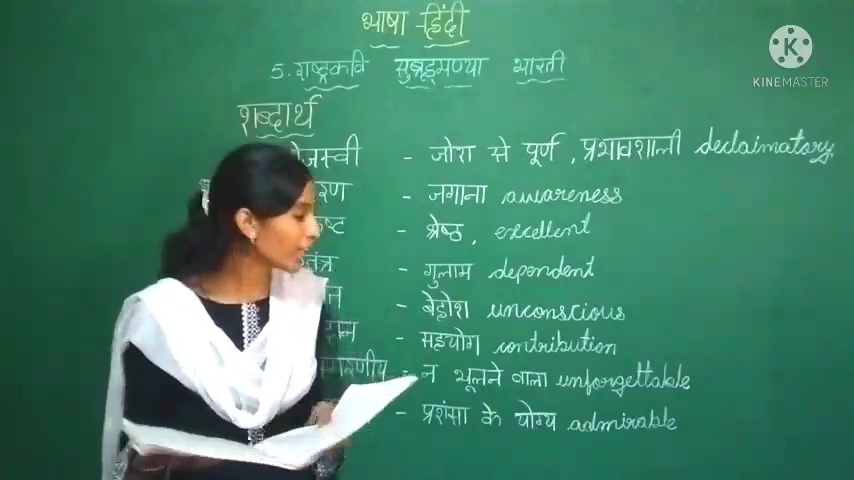 भाषा हिंदी
5. राष्ट्रकवि सुब्रह्मण्या भारती
शब्दार्थ
- जोश से पूर्ण, प्रभावशाली declaimatory
- जगाना awareness
- श्रेष्ठ, excellent
- गुलाम dependent
- बेहोश unconscious
- सहयोग contribution
- न भूलने वाला unforgettable
- प्रशंसा के योग्य admirable
K
KINEMASTER